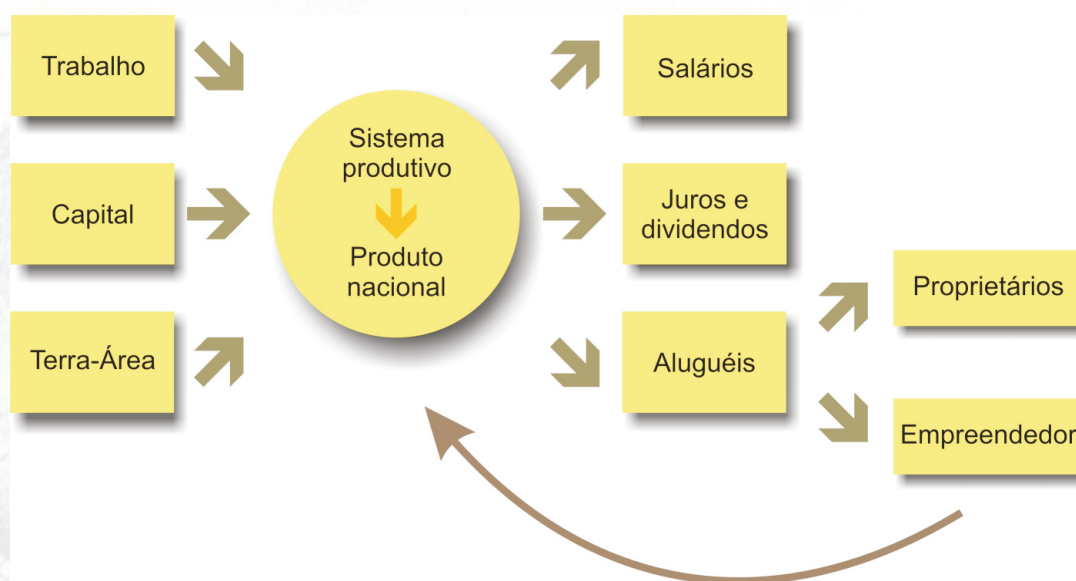 Trabalho
Capital
Terra-Área
Sistema
produtivo
Produto
nacional
Salários
Juros e
dividendos
Aluguéis
Proprietários
Empreendedor